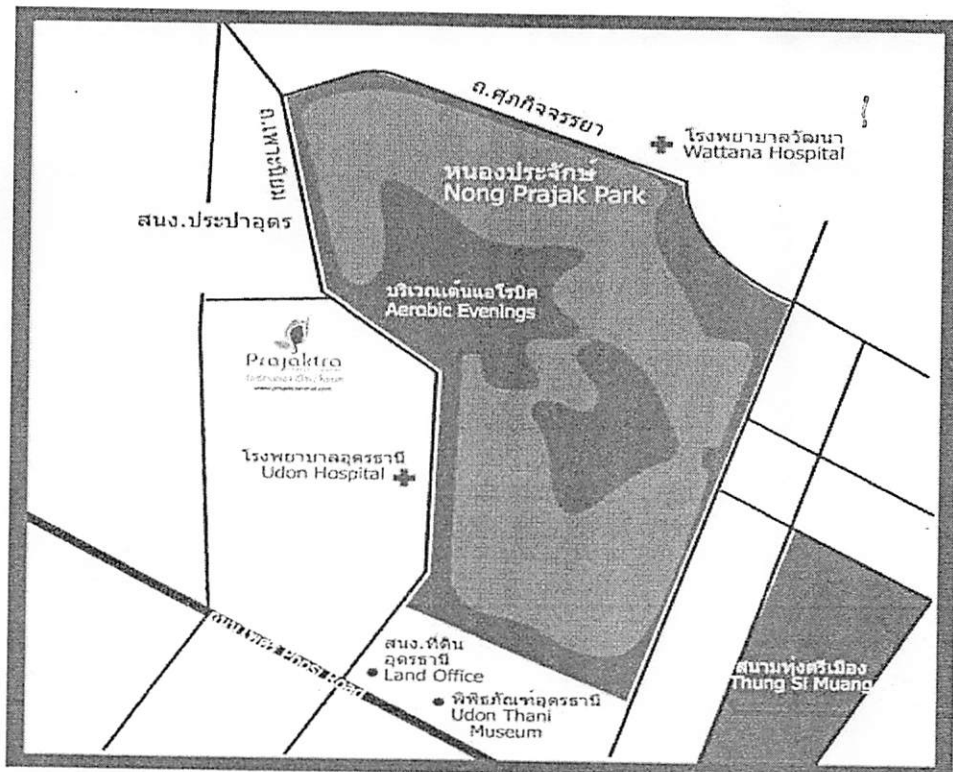 ถ.ศุภกิจจรรยา
โรงพยาบาลวัฒนา
Wattana Hospital
หนองประจักษ์
Nong Prajak Park
ถ.เพาะนิยม
สนง.ประปาอุดร
บริเวณเต้นแอโรบิค
Aerobic Evenings
Prajaktra
โรงพยาบาลอุดรธานี
Udon Hospital
Phosi Road
สนง.ที่ดิน
อุดรธานี
Land Office
พิพิธภัณฑ์อุดรธานี
Udon Thani
Museum
สนามทุ่งศรีเมือง
Thung Si Muang